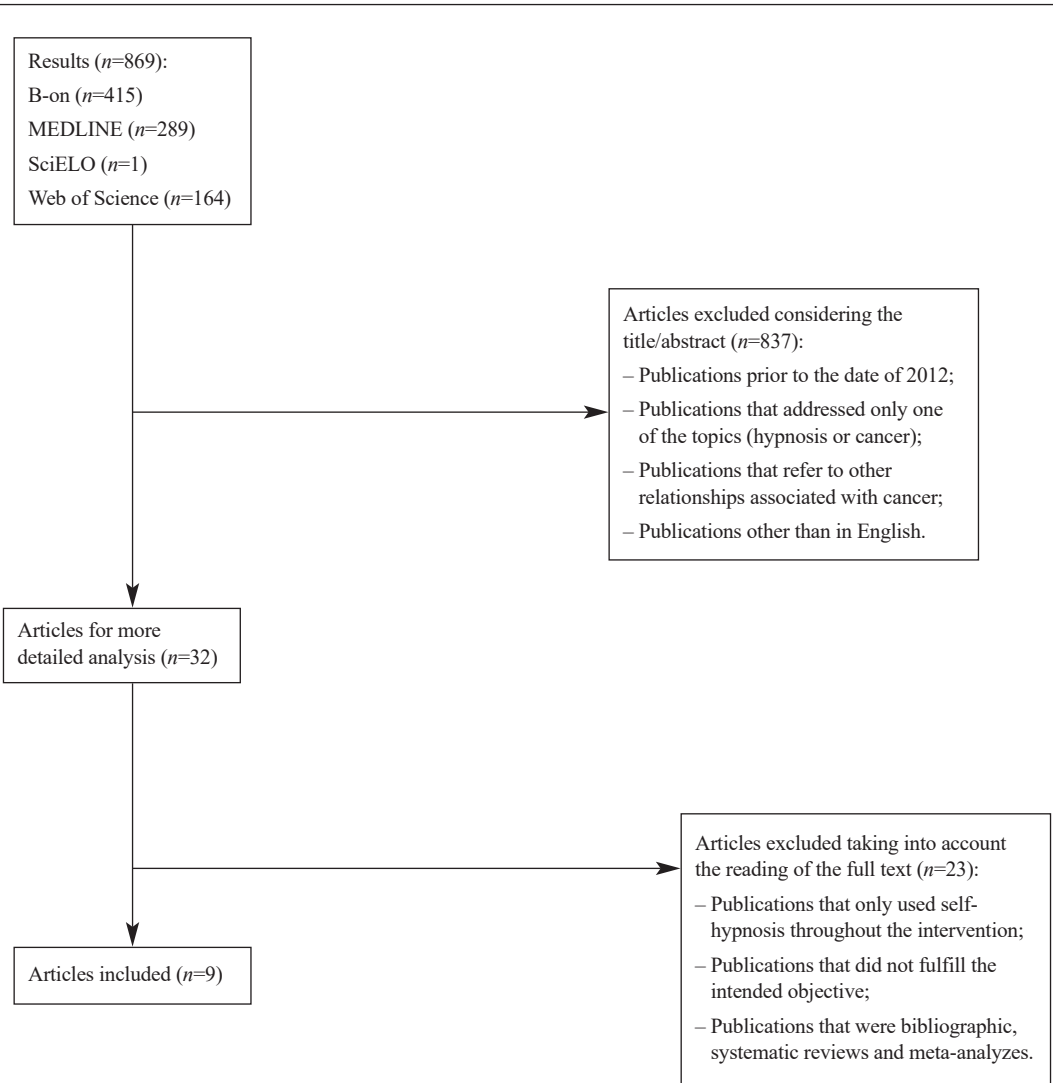 Results (n=869):
B-on (n=415)
MEDLINE (n=289)
SciELO (n=1)
Web of Science (n=164)
Articles excluded considering the
title/abstract (n=837):
– Publications prior to the date of 2012;
– Publications that addressed only one
of the topics (hypnosis or cancer);
– Publications that refer to other
relationships associated with cancer;
– Publications other than in English.
Articles for more
detailed analysis (n=32)
Articles excluded taking into account
the reading of the full text (n=23):
– Publications that only used self-
hypnosis throughout the intervention;
– Publications that did not fulfill the
intended objective;
– Publications that were bibliographic,
systematic reviews and meta-analyzes.
Articles included (n=9)